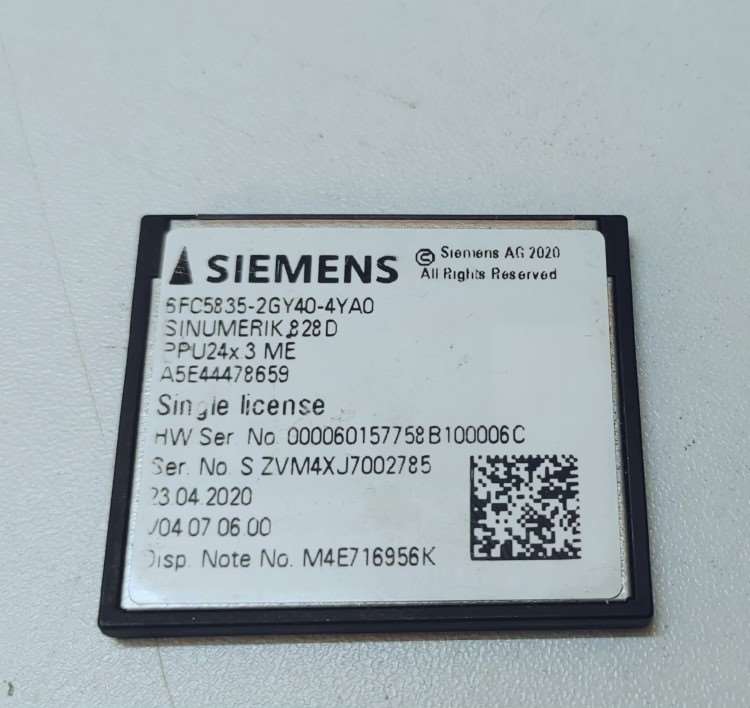 SIEMENS
© Siemens AG 2020
All Rights Reserved
6FC5835-2GY40-4YA0
SINUMERIK 828D
PPU24x.3 ME
A5E44478659
Single license
HW Ser. No. 000060157758B100006C
Ser. No. S ZVM4XJ7002785
23.04.2020
V04.07.06.00
Disp. Note No. M4E716956K